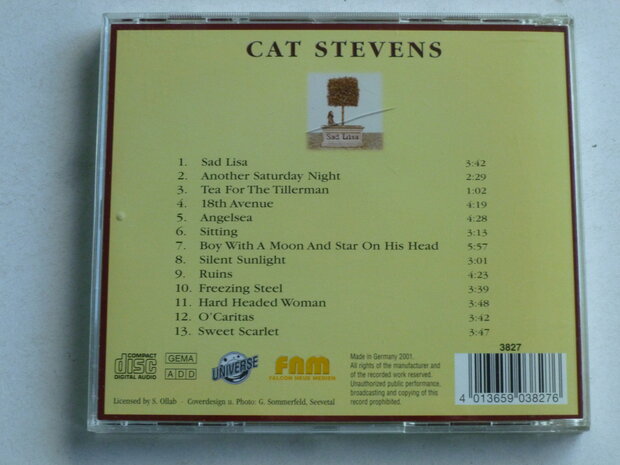 CAT STEVENS
Sad Lisa
1. Sad Lisa 3:42
2. Another Saturday Night 2:29
3. Tea For The Tillerman 1:02
4. 18th Avenue 4:19
5. Angelsea 4:28
6. Sitting 3:13
7. Boy With A Moon And Star On His Head 5:57
8. Silent Sunlight 3:01
9. Ruins 4:23
10. Freezing Steel 3:39
11. Hard Headed Woman 3:48
12. O'Caritas 3:42
13. Sweet Scarlet 3:47
COMPACT
disc
DIGITAL AUDIO
GEMA
ADD
UNIVERSE
FNM
FALCON NEUE MEDIEN
Made in Germany 2001.
All rights of the manufacturer and
of the recorded work reserved.
Unauthorized public performance,
broadcasting and copying of this
record prohibited.
3827
4 013659 038276
Licensed by S. Ollab · Coverdesign u. Photo: G. Sommerfeld, Seevetal